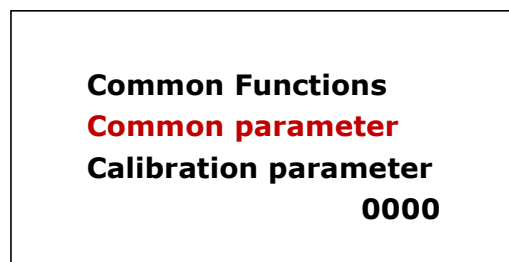 Common Functions
Common parameter
Calibration parameter
0000